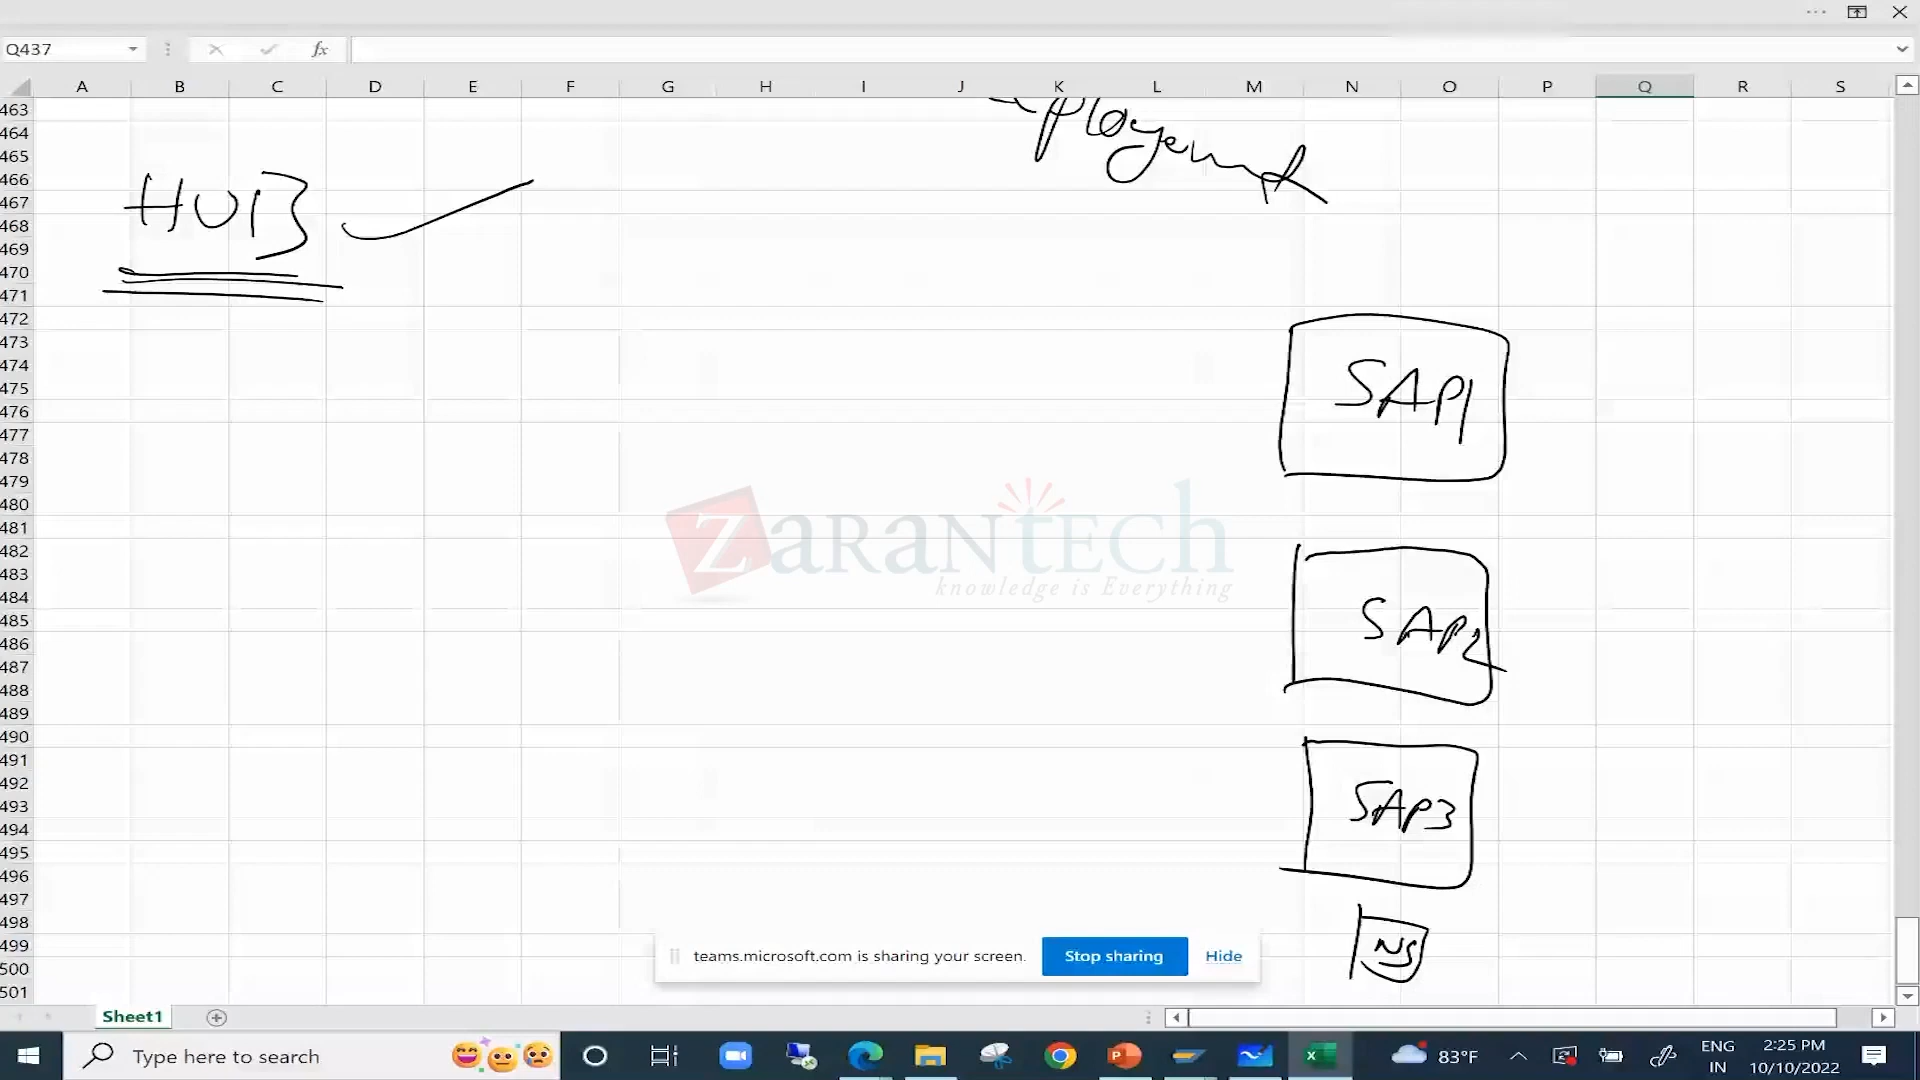 Q437
fx
A B C D E F G H I J K L M N O P Q R S
463
464
465
466
467
468
469
470
471
472
473
474
475
476
477
478
479
480
481
482
483
484
485
486
487
488
489
490
491
492
493
494
495
496
497
498
499
500
501
HUB
SAP1
SAP2
SAP3
NS
ZaranTech
knowledge is Everything
teams.microsoft.com is sharing your screen. Stop sharing Hide
Sheet1
Type here to search
83°F
ENG
IN
2:25 PM
10/10/2022